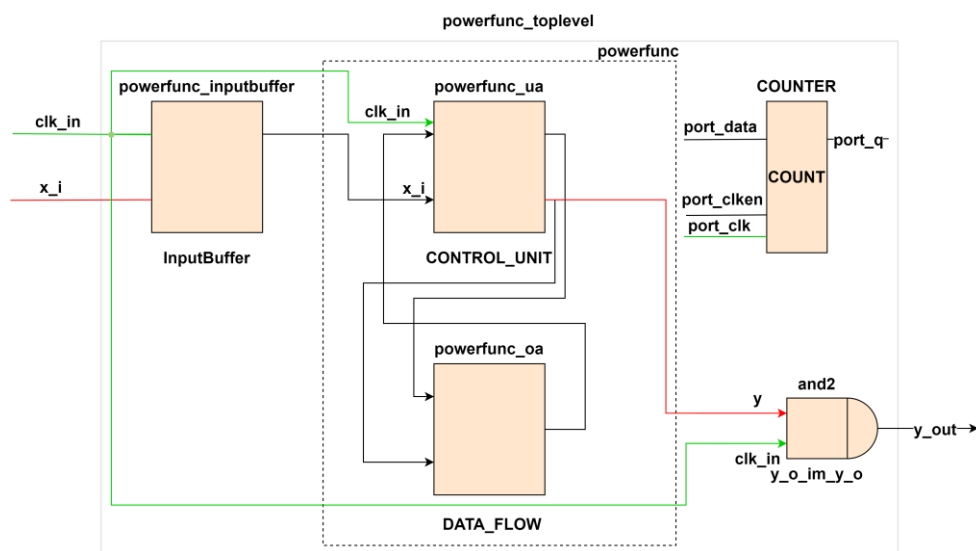 powerfunc_toplevel
powerfunc
powerfunc_inputbuffer
powerfunc_ua
COUNTER
clk_in
clk_in
port_data
port_q
x_i
x_i
COUNT
port_clken
port_clk
InputBuffer
CONTROL_UNIT
powerfunc_oa
and2
y
y_out
clk_in
y_o_im_y_o
DATA_FLOW